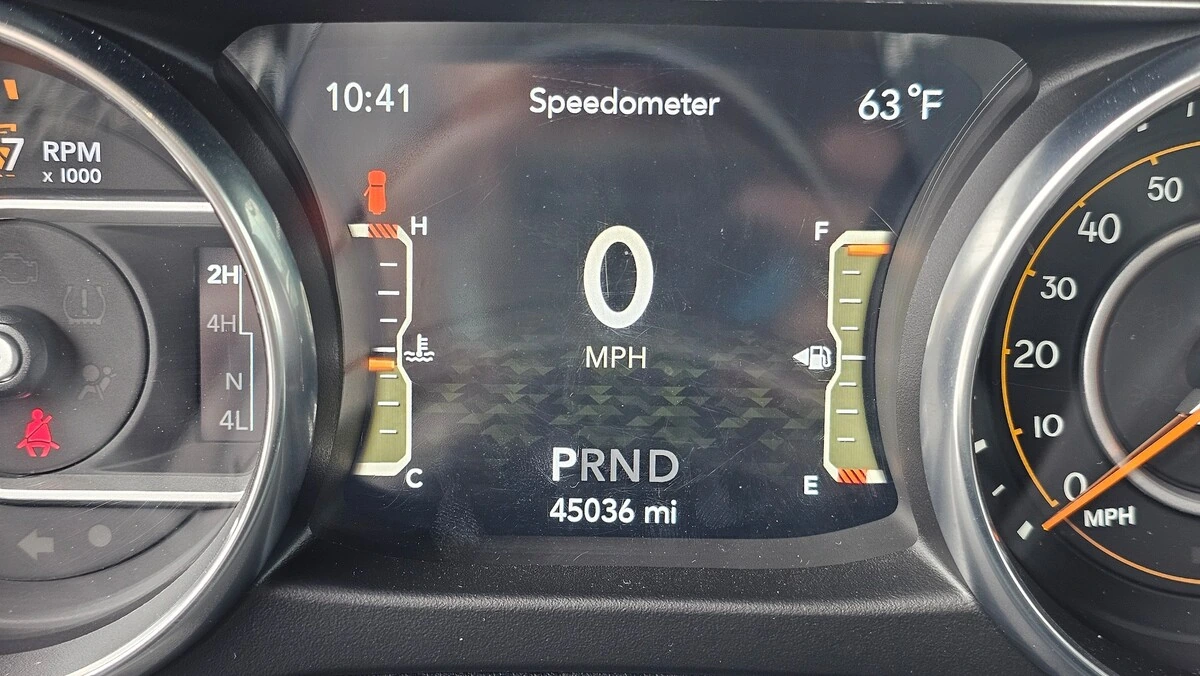 10:41 Speedometer 63°F
7 RPM
x 1000
H
F
50
40
2H
0
30
4H
MPH
20
N
4L
10
PRND
C
E
0
45036 mi
MPH